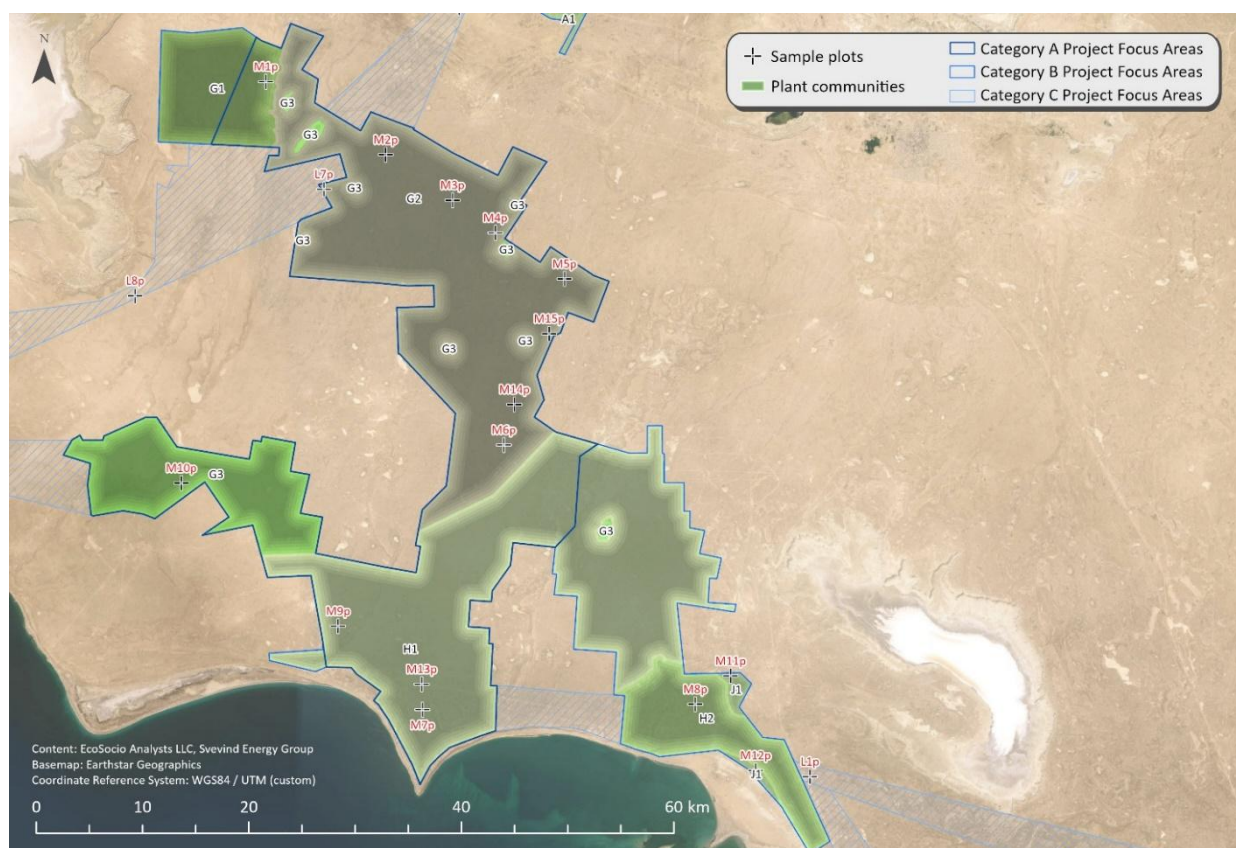 A1
N
Sample plots
Plant communities
Category A Project Focus Areas
Category B Project Focus Areas
Category C Project Focus Areas
M1p
G1
G3
G3
M2p
L7p
G3
M3p
G2
G3
M4p
G3
G3
M5p
L8p
M15p
G3
G3
M14p
M6p
M10p
G3
G3
M9p
H1
M13p
M11p
J1
M8p
M7p
H2
M12p
J1
L1p
Content: EcoSocio Analysts LLC, Svevind Energy Group
Basemap: Earthstar Geographics
Coordinate Reference System: WGS84 / UTM (custom)
0 10 20 40 60 km